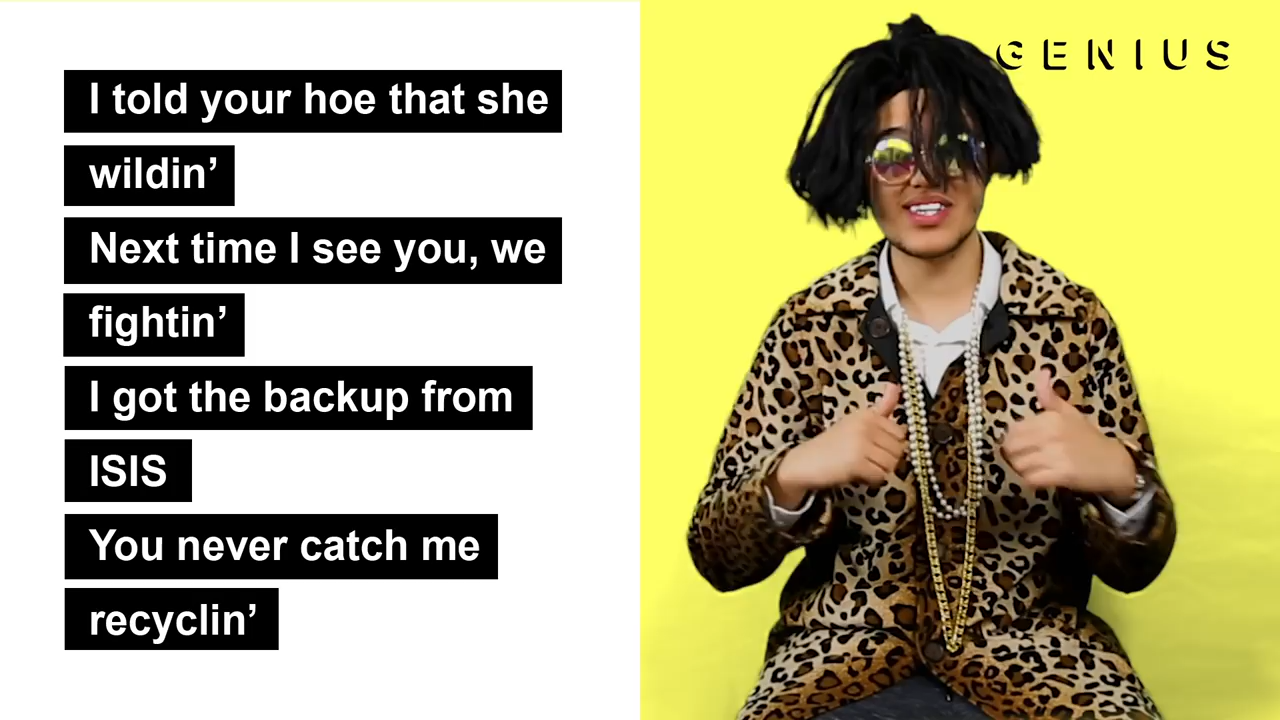 I told your hoe that she
wildin’
Next time I see you, we
fightin’
I got the backup from
ISIS
You never catch me
recyclin’
GENIUS